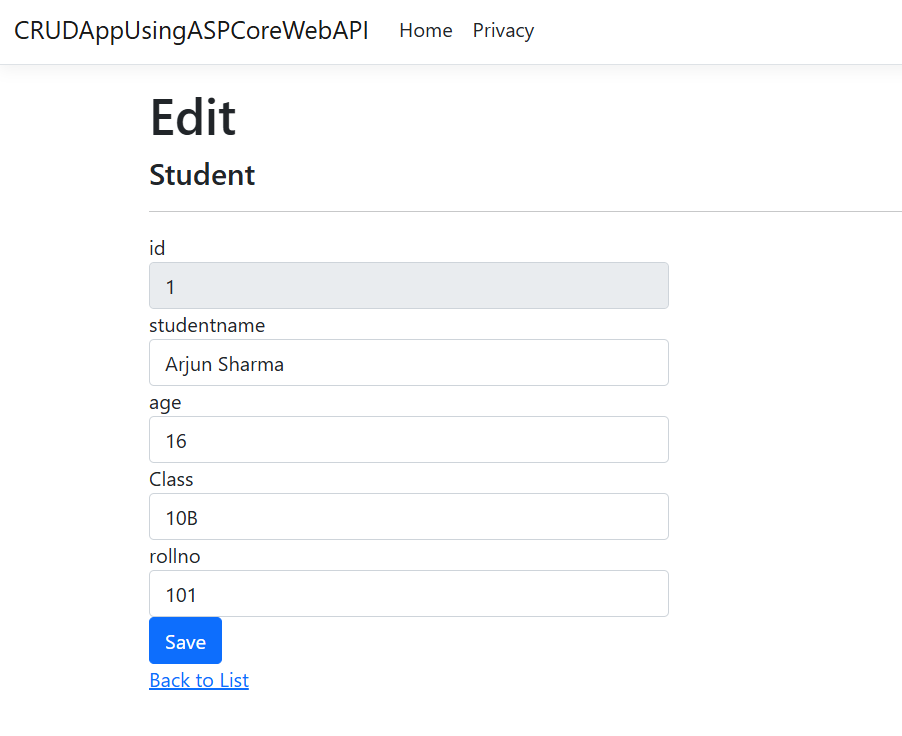 CRUDAppUsingASPCoreWebAPI Home Privacy
Edit
Student
id
1
studentname
Arjun Sharma
age
16
Class
10B
rollno
101
Save
Back to List